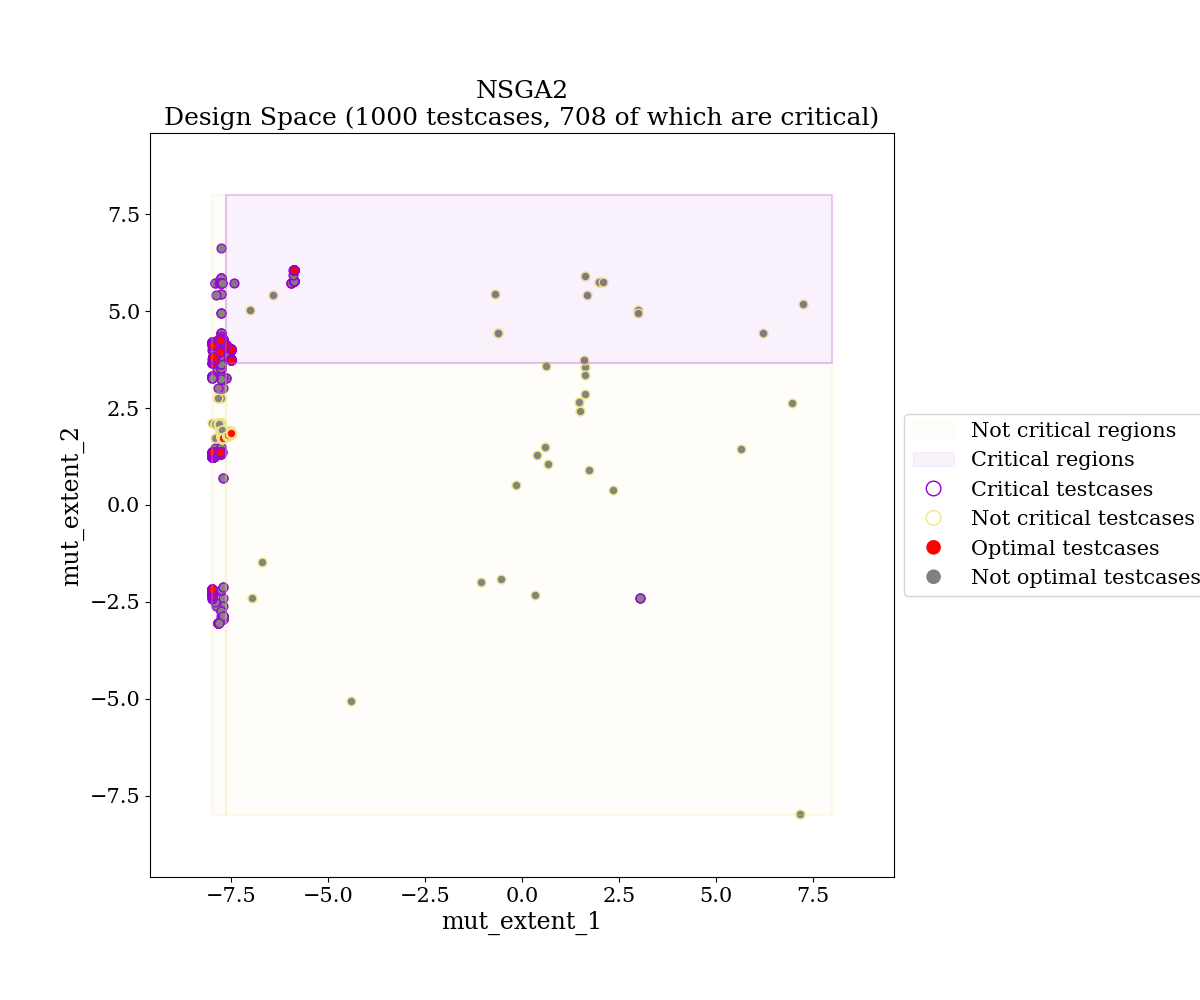 NSGA2
Design Space (1000 testcases, 708 of which are critical)
7.5
5.0
2.5
0.0
−2.5
−5.0
−7.5
mut_extent_2
−7.5
−5.0
−2.5
0.0
2.5
5.0
7.5
mut_extent_1
Not critical regions
Critical regions
Critical testcases
Not critical testcases
Optimal testcases
Not optimal testcases